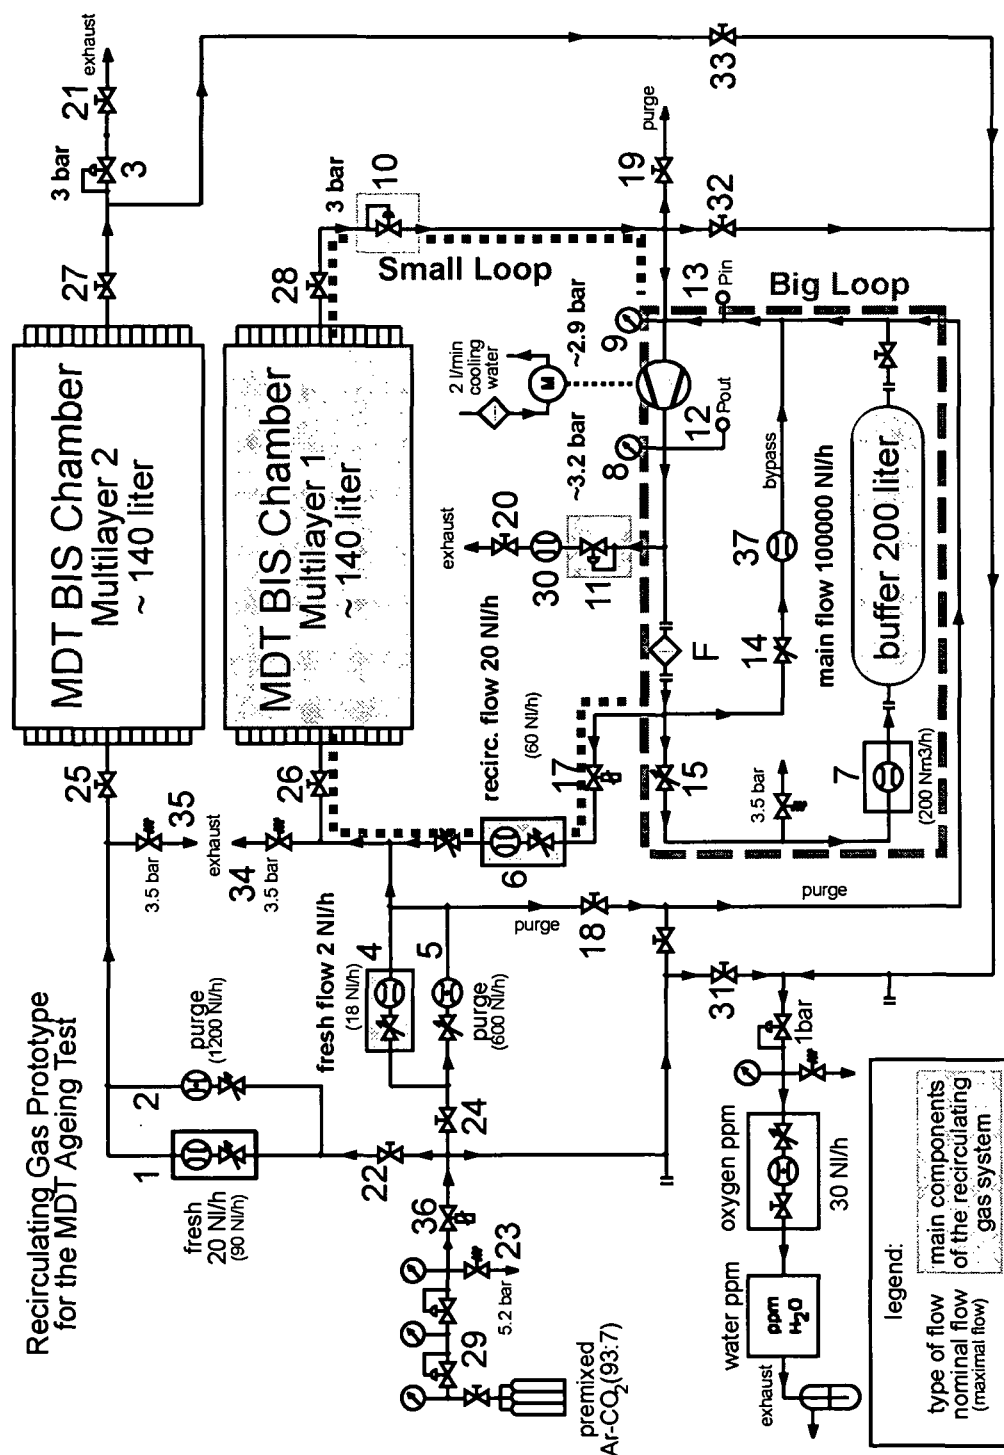 Recirculating Gas Prototype
for the MDT Ageing Test
MDT BIS Chamber
Multilayer 2
~ 140 liter
MDT BIS Chamber
Multilayer 1
~ 140 liter
25
27
3 bar
3
21
exhaust
33
35
3.5 bar
exhaust
34
3.5 bar
26
28
3 bar
10
Small Loop
19
purge
32
1
2
purge
(1200 Nl/h)
fresh
20 Nl/h
(90 Nl/h)
22
fresh flow 2 Nl/h
(18 Nl/h)
4
5
purge
(600 Nl/h)
24
36
23
5.2 bar
29
premixed
Ar-CO2(93:7)
recirc. flow 20 Nl/h
(60 Nl/h)
6
17
exhaust
20
30
11
2 l/min
cooling
water
M
~3.2 bar
~2.9 bar
8
9
12
Pout
13
Pin
Big Loop
F
15
14
37
bypass
main flow 100000 Nl/h
buffer 200 liter
7
(200 Nm3/h)
3.5 bar
purge
18
purge
31
1bar
oxygen ppm
30 Nl/h
water ppm
ppm
H2O
exhaust
legend:
type of flow
nominal flow
(maximal flow)
main components
of the recirculating
gas system